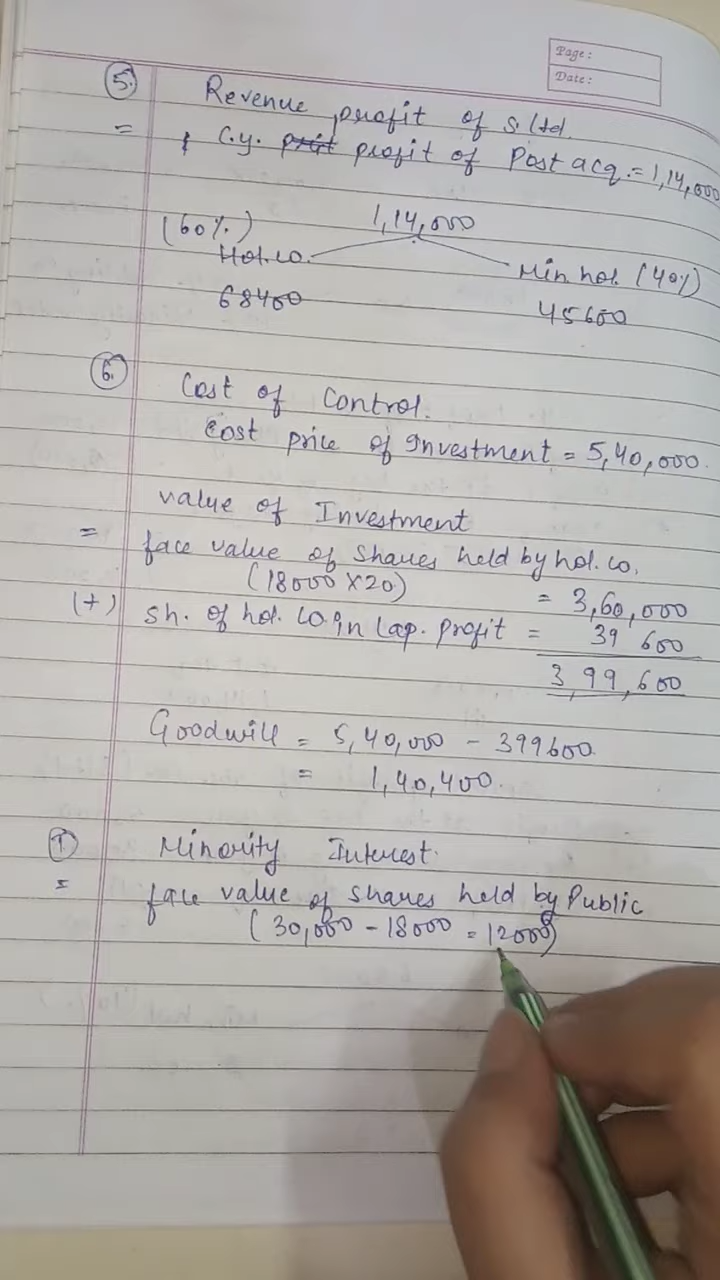 Page:
Date:
5. Revenue profit of S. Ltd.
= C.y. profit of Post acq. = 1,14,000
1,14,000
(60%)
Hol. co.
Min hol. (40%)
68400
45600
6. Cost of Control.
Cost price of Investment = 5,40,000.
Value of Investment
= face value of shares held by hol. co.
(18000 X 20) = 3,60,000
(+) sh. of hol. co in Cap. profit = 39 600
3,99,600
Goodwill = 5,40,000 - 399600.
= 1,40,400.
7. Minority Interest.
= face value of shares held by Public
(30,000 - 18000 = 12000)